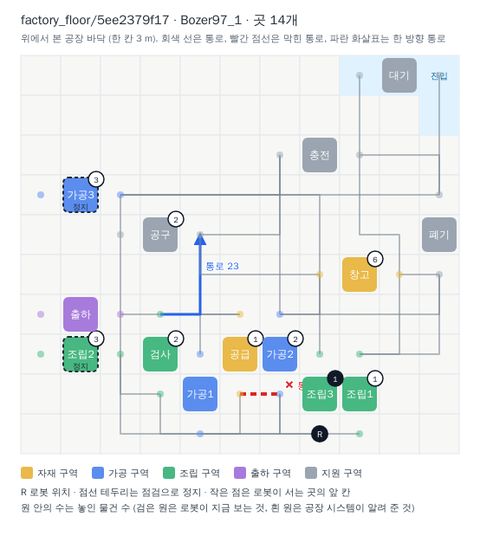 factory_floor/5ee2379f17 · Bozer97_1 · 곳 14개
위에서 본 공장 바닥 (한 칸 3 m). 회색 선은 통로, 빨간 점선은 막힌 통로, 파란 화살표는 한 방향 통로
대기
충전
3
가공3
정지
2
공구
폐기
통로 23
6
창고
출하
3
조립2
정지
2
검사
1
공급
2
가공2
가공1
✕
1
조립3
1
조립1
R
자재 구역 가공 구역 조립 구역 출하 구역 지원 구역
R 로봇 위치 · 점선 테두리는 점검으로 정지 · 작은 점은 로봇이 서는 곳의 앞 칸
원 안의 수는 놓인 물건 수 (검은 원은 로봇이 지금 보는 것, 흰 원은 공장 시스템이 알려 준 것)